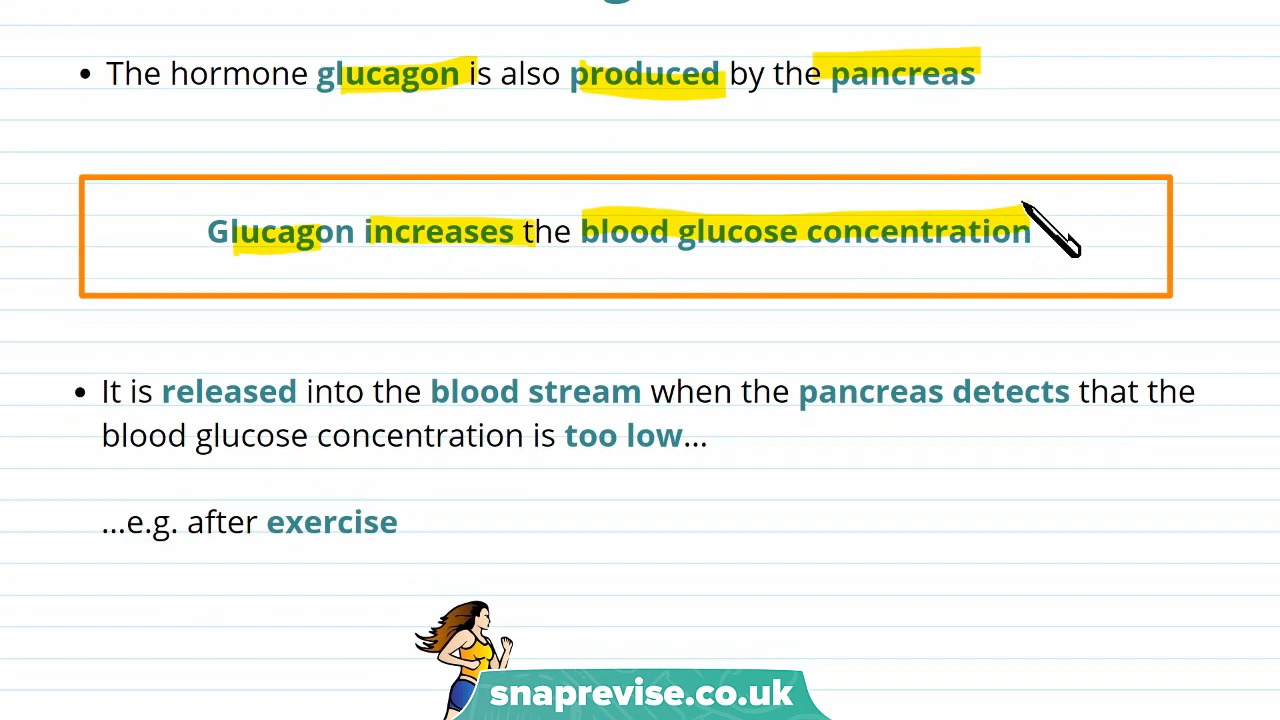 • The hormone glucagon is also produced by the pancreas
Glucagon increases the blood glucose concentration
• It is released into the blood stream when the pancreas detects that the
blood glucose concentration is too low...
...e.g. after exercise
snaprevise.co.uk